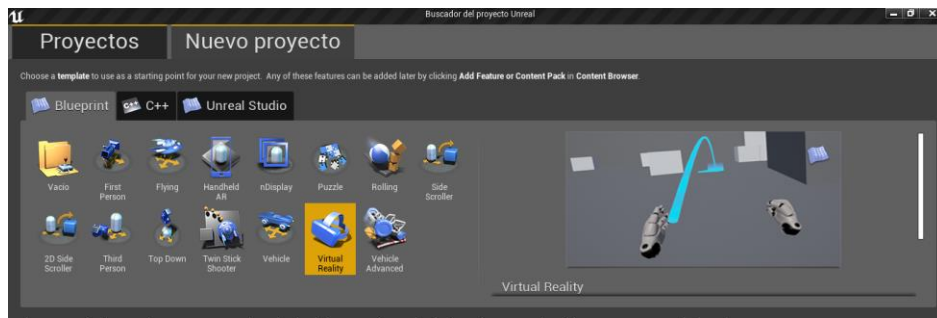 Buscador del proyecto Unreal
Proyectos
Nuevo proyecto
Choose a template to use as a starting point for your new project. Any of these features can be added later by clicking Add Feature or Content Pack in Content Browser.
Blueprint
C++
Unreal Studio
Vacio
First
Person
Flying
Handheld
AR
nDisplay
Puzzle
Rolling
Side
Scroller
2D Side
Scroller
Third
Person
Top Down
Twin Stick
Shooter
Vehicle
Virtual
Reality
Vehicle
Advanced
Virtual Reality